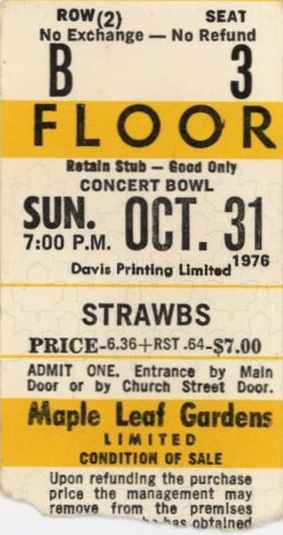 ROW (2) SEAT
No Exchange — No Refund
B 3
FLOOR
Retain Stub — Good Only
CONCERT BOWL
SUN. OCT. 31
7:00 P.M.
Davis Printing Limited 1976
STRAWBS
PRICE-6.36+RST .64-$7.00
ADMIT ONE. Entrance by Main
Door or by Church Street Door.
Maple Leaf Gardens
LIMITED
CONDITION OF SALE
Upon refunding the purchase
price the management may
remove from the premises
he has obtained